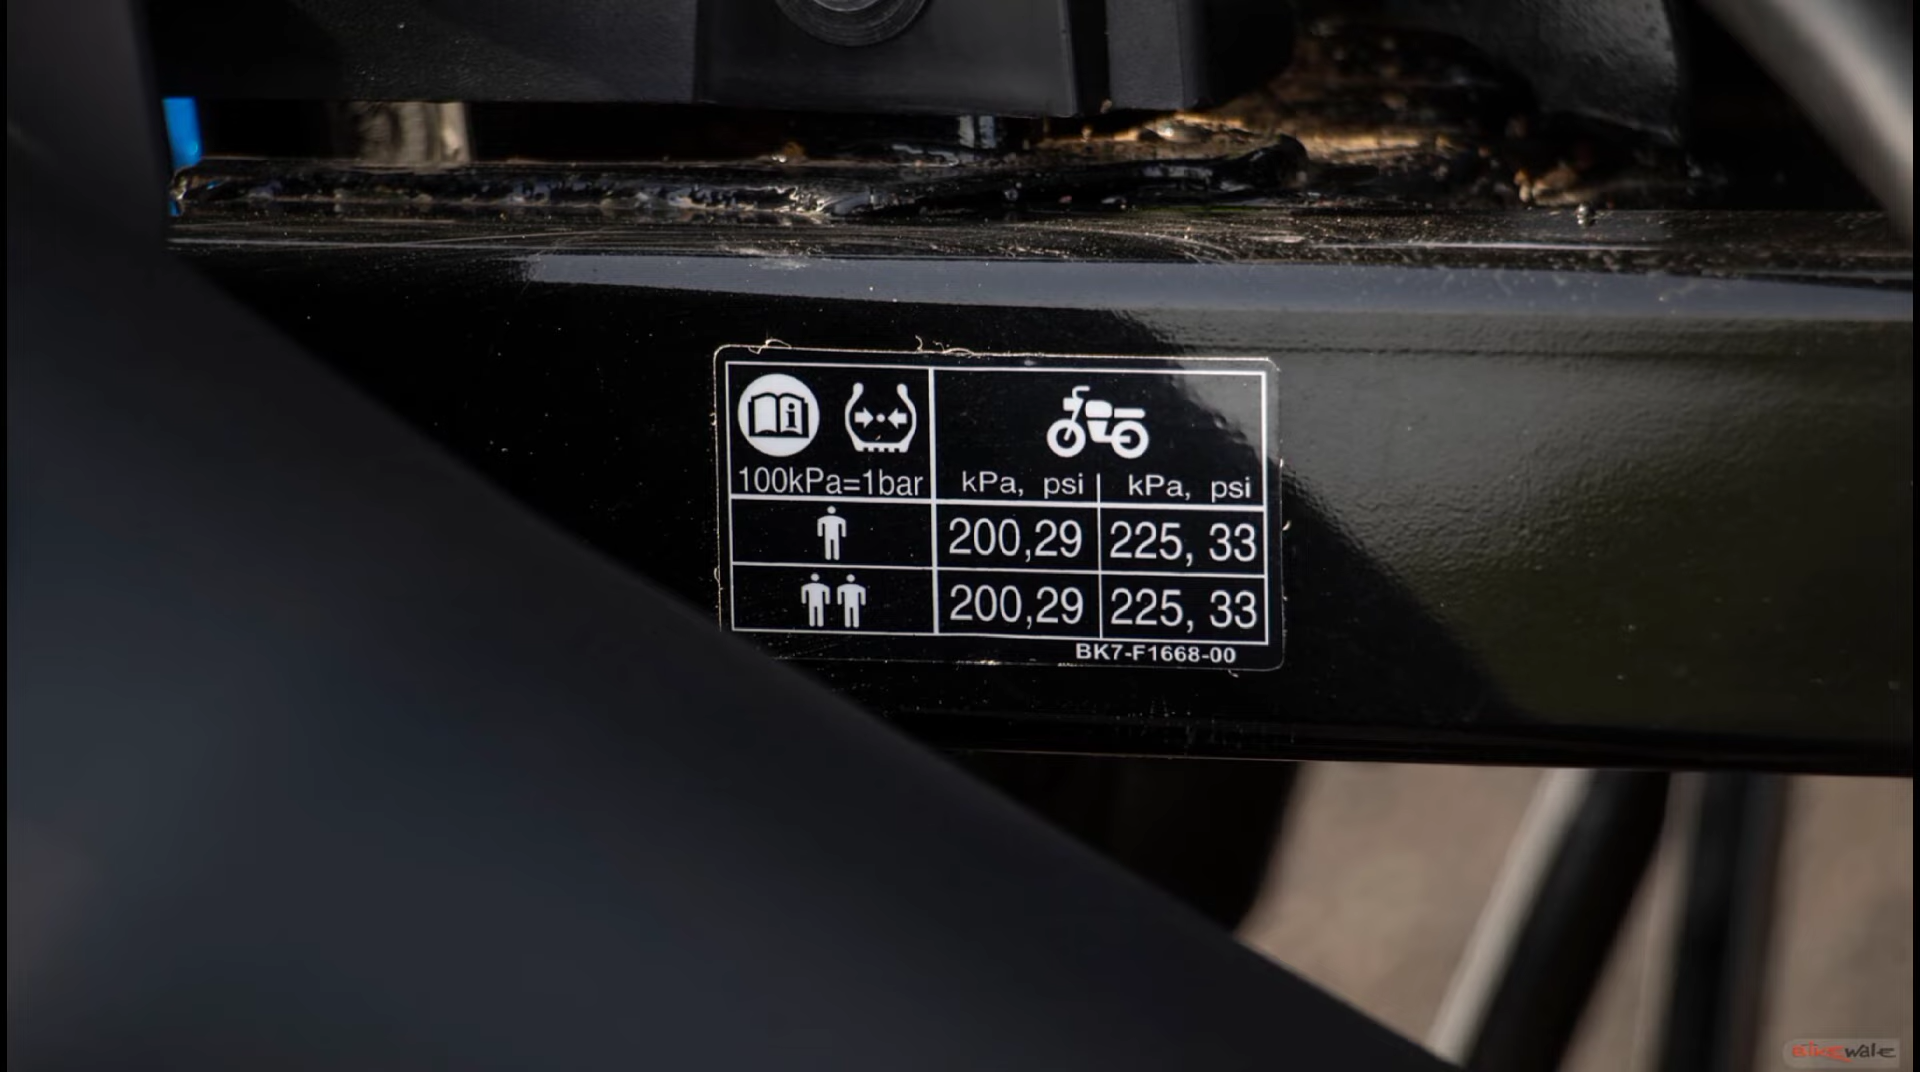 100kPa=1bar kPa, psi | kPa, psi
200,29 225, 33
200,29 225, 33
BK7-F1668-00
BikeWale